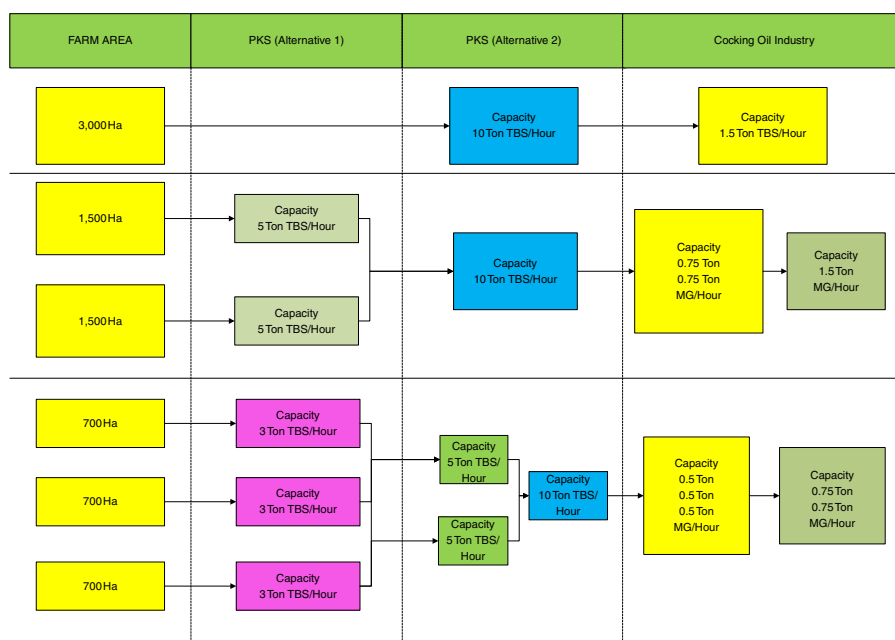 FARM AREA
PKS (Alternative 1)
PKS (Alternative 2)
Cocking Oil Industry
3,000 Ha
Capacity
10 Ton TBS/Hour
Capacity
1.5 Ton TBS/Hour
1,500 Ha
Capacity
5 Ton TBS/Hour
1,500 Ha
Capacity
5 Ton TBS/Hour
Capacity
10 Ton TBS/Hour
Capacity
0.75 Ton
0.75 Ton
MG/Hour
Capacity
1.5 Ton
MG/Hour
700 Ha
Capacity
3 Ton TBS/Hour
700 Ha
Capacity
3 Ton TBS/Hour
700 Ha
Capacity
3 Ton TBS/Hour
Capacity
5 Ton TBS/
Hour
Capacity
5 Ton TBS/
Hour
Capacity
10 Ton TBS/
Hour
Capacity
0.5 Ton
0.5 Ton
0.5 Ton
MG/Hour
Capacity
0.75 Ton
0.75 Ton
MG/Hour